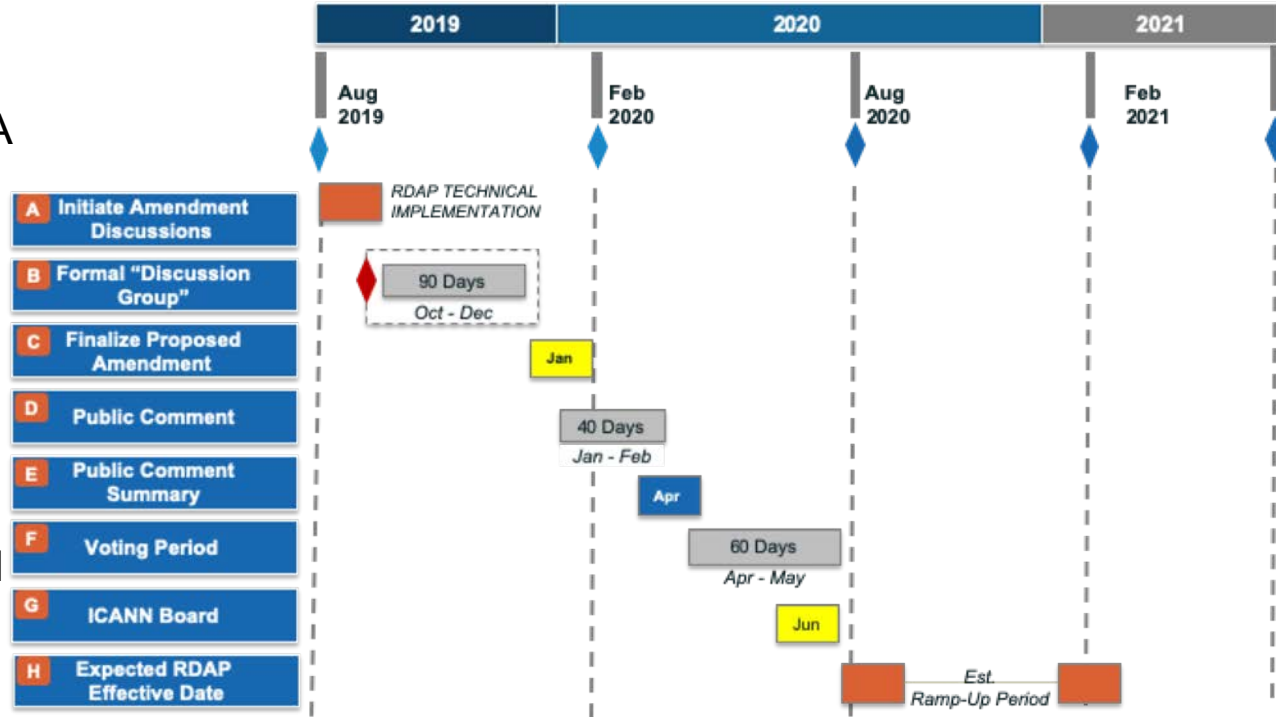 2019
2020
2021
Aug
2019
Feb
2020
Aug
2020
Feb
2021
A
A Initiate Amendment
Discussions
RDAP TECHNICAL
IMPLEMENTATION
B Formal “Discussion
Group”
90 Days
Oct - Dec
C Finalize Proposed
Amendment
Jan
D Public Comment
40 Days
Jan - Feb
E Public Comment
Summary
Apr
F Voting Period
60 Days
Apr - May
G ICANN Board
Jun
H Expected RDAP
Effective Date
Est.
Ramp-Up Period